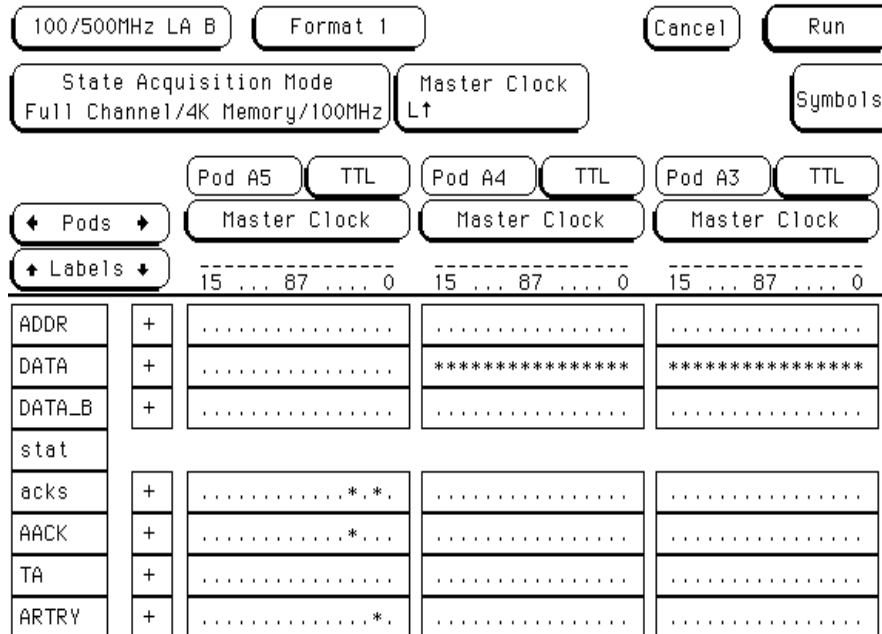 100/500MHz LA B Format 1 Cancel Run
State Acquisition Mode Master Clock
Full Channel/4K Memory/100MHz L↑ Symbols
Pod A5 TTL Pod A4 TTL Pod A3 TTL
← Pods → Master Clock Master Clock Master Clock
↑ Labels ↓
15 ... 87 .... 0 15 ... 87 .... 0 15 ... 87 .... 0
ADDR + ................ ................ ................
DATA + ................ **************** ****************
DATA_B + ................ ................ ................
stat
acks + ............*.*. ................ ................
AACK + ............*... ................ ................
TA + ................ ................ ................
ARTRY + ..............*. ................ ................